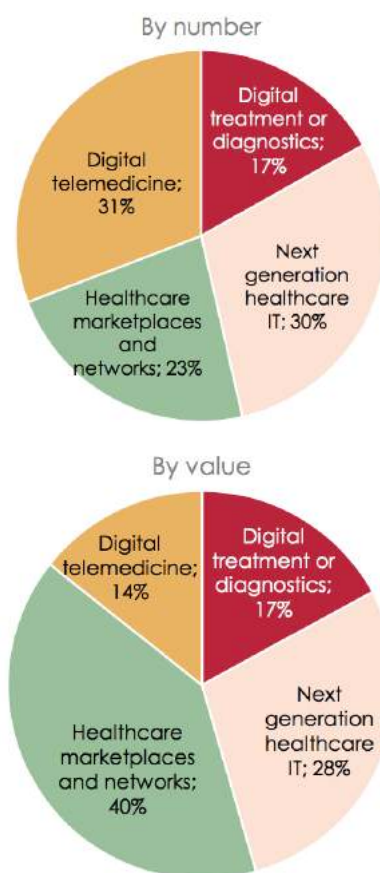 By number
Digital
treatment or
diagnostics;
17%
Digital
telemedicine;
31%
Next
generation
healthcare
IT; 30%
Healthcare
marketplaces
and
networks; 23%
By value
Digital
treatment or
diagnostics;
17%
Digital
telemedicine;
14%
Next
generation
healthcare
IT; 28%
Healthcare
marketplaces
and networks;
40%